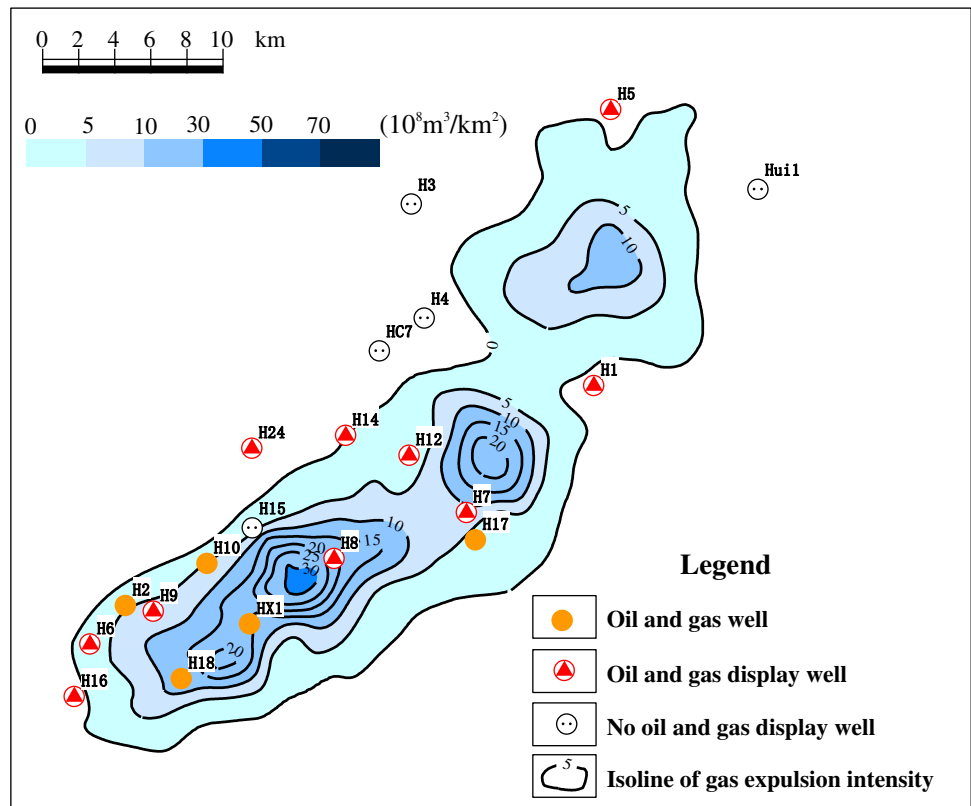 0 2 4 6 8 10 km
0 5 10 30 50 70 (10⁸m³/km²)
H5
Hui1
H3
5
10
H4
HC7
0
H1
5
10
15
20
H14
H24
H12
H7
H15
10
H17
15
20
25
30
H8
H10
H2
H9
HX1
H6
20
H18
H16
Legend
Oil and gas well
Oil and gas display well
No oil and gas display well
5
Isoline of gas expulsion intensity